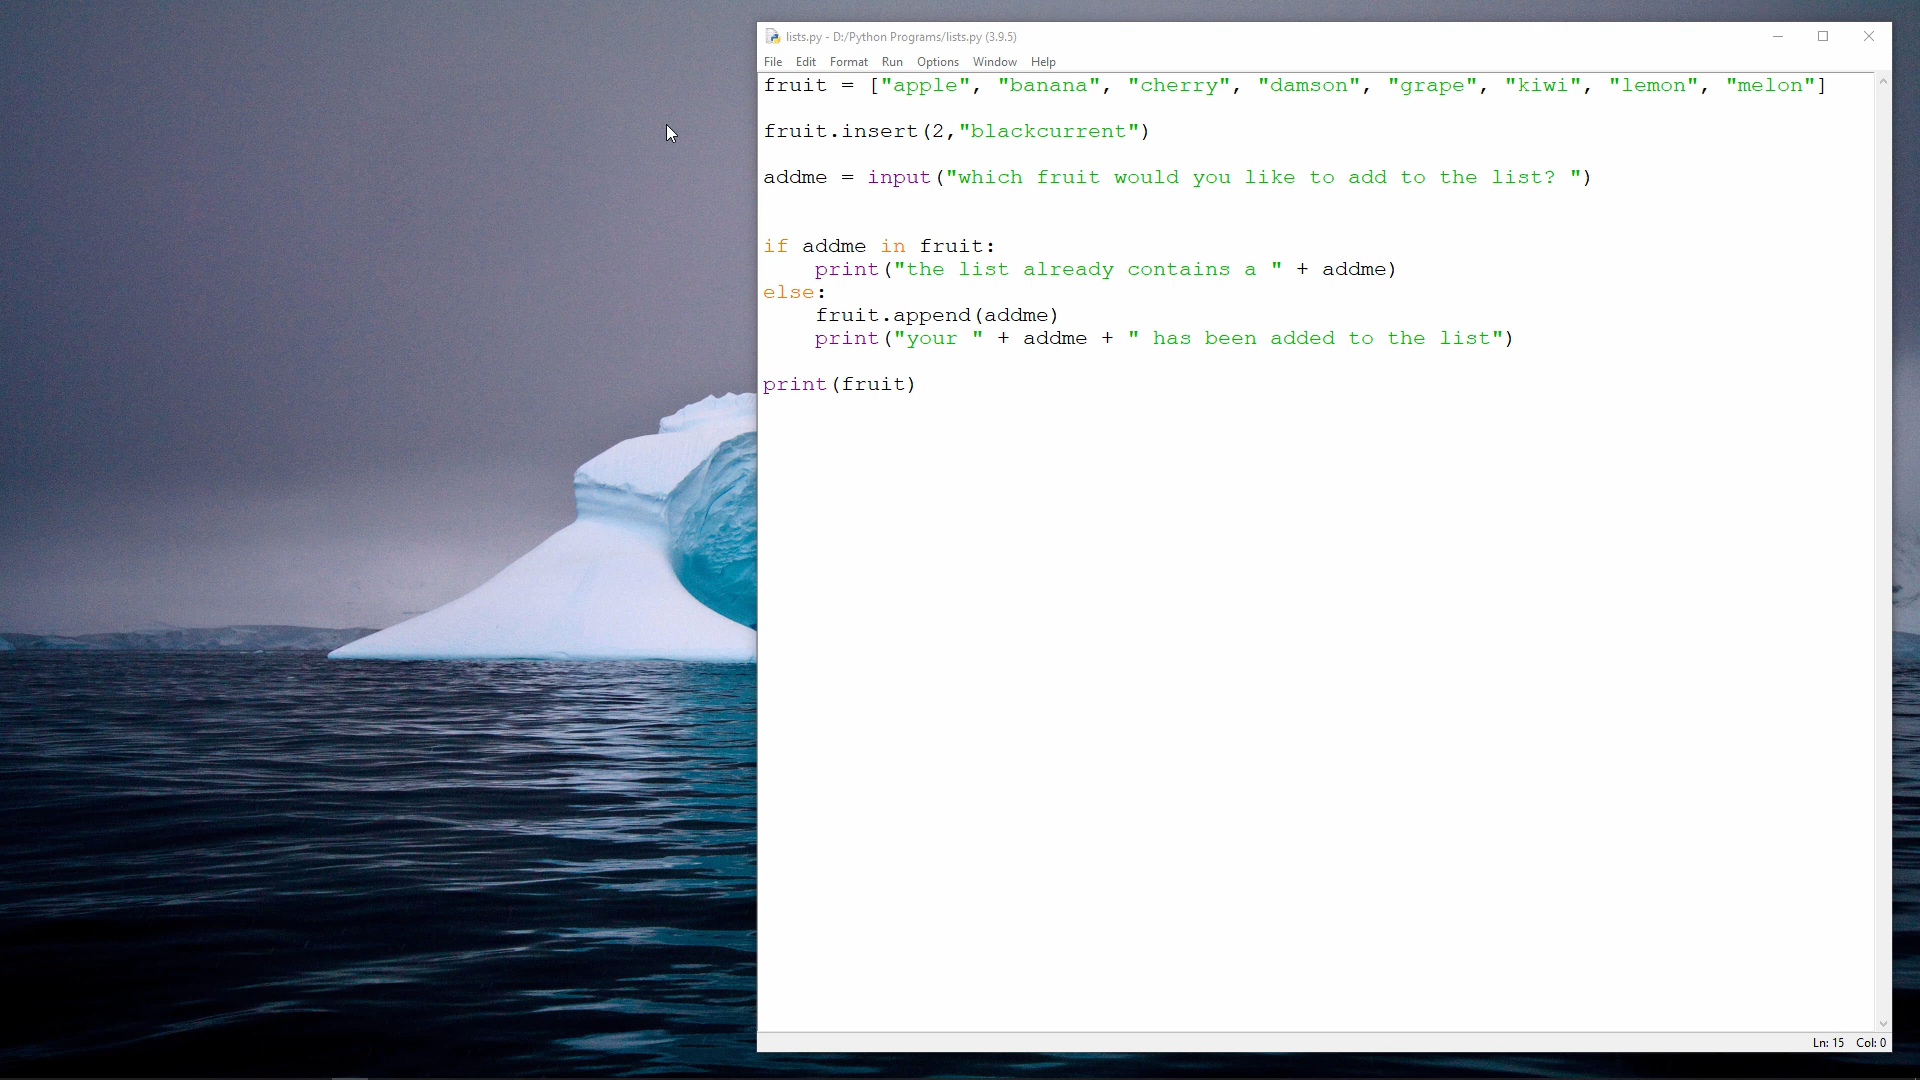 lists.py - D:/Python Programs/lists.py (3.9.5)
File Edit Format Run Options Window Help
fruit = ["apple", "banana", "cherry", "damson", "grape", "kiwi", "lemon", "melon"]
fruit.insert(2,"blackcurrent")
addme = input("which fruit would you like to add to the list? ")
if addme in fruit:
    print("the list already contains a " + addme)
else:
    fruit.append(addme)
    print("your " + addme + " has been added to the list")
print(fruit)
Ln: 15 Col: 0